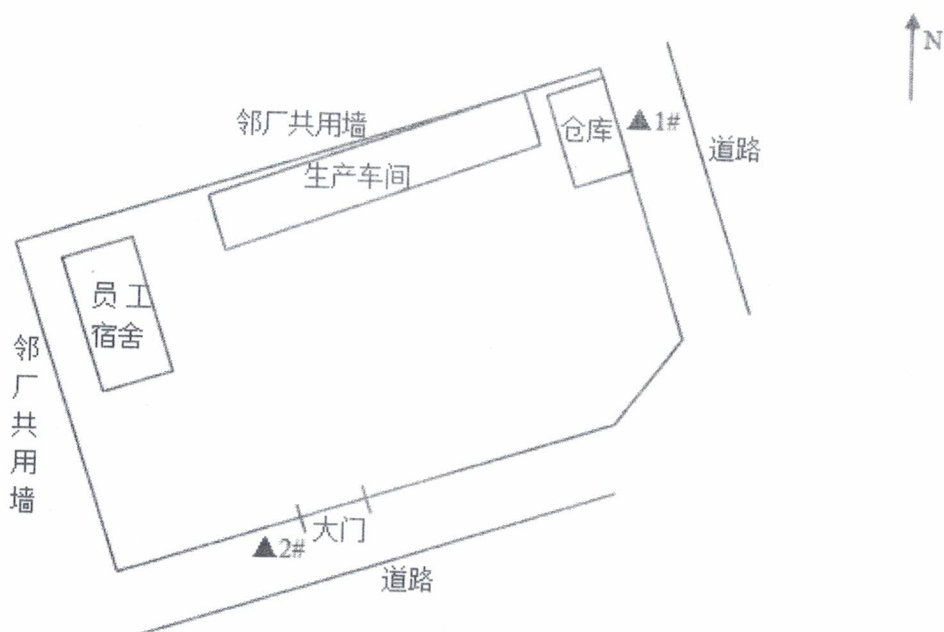 N
邻厂共用墙
仓库
▲1#
道路
生产车间
员工
宿舍
邻
厂
共
用
墙
大门
▲2#
道路